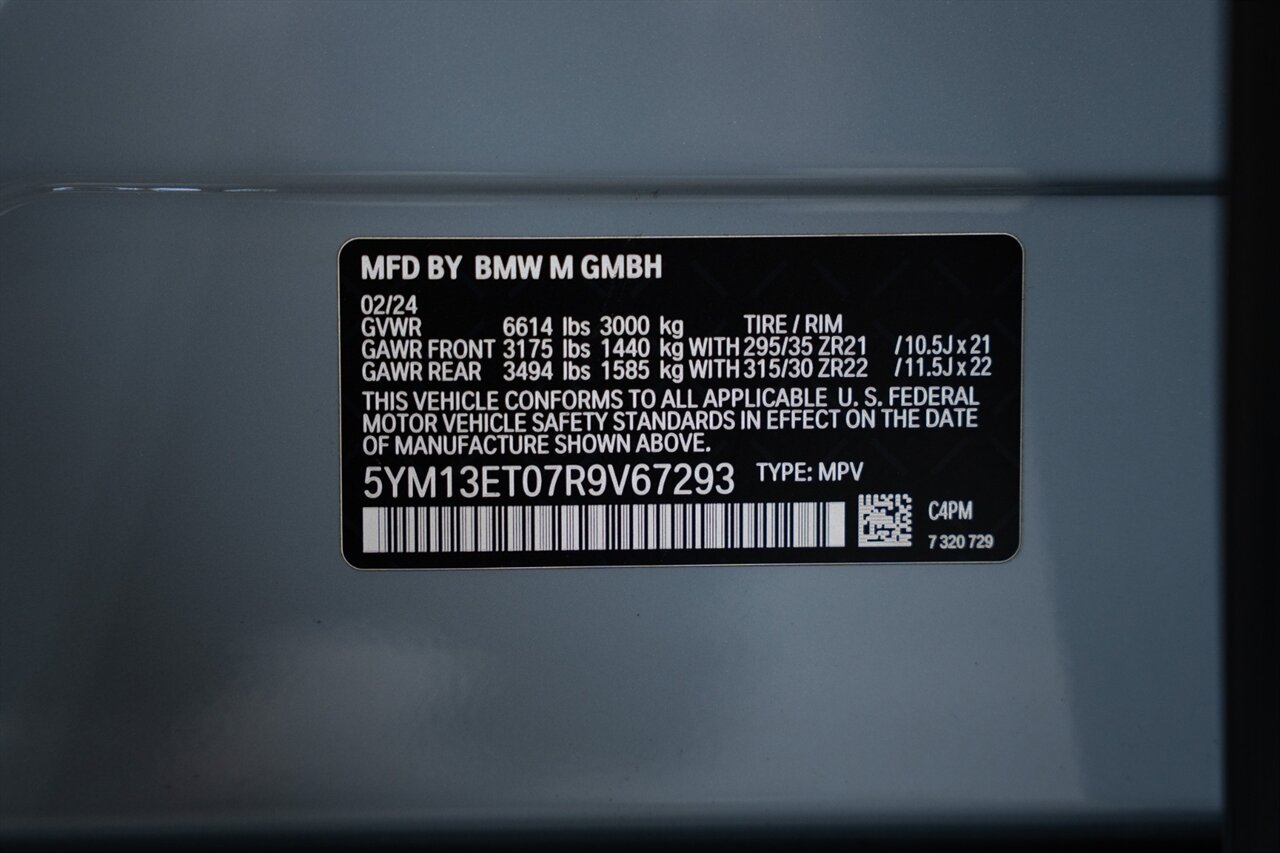 MFD BY BMW M GMBH
02/24
GVWR 6614 lbs 3000 kg TIRE / RIM
GAWR FRONT 3175 lbs 1440 kg WITH 295/35 ZR21 / 10.5J x 21
GAWR REAR 3494 lbs 1585 kg WITH 315/30 ZR22 / 11.5J x 22
THIS VEHICLE CONFORMS TO ALL APPLICABLE U. S. FEDERAL
MOTOR VEHICLE SAFETY STANDARDS IN EFFECT ON THE DATE
OF MANUFACTURE SHOWN ABOVE.
5YM13ET07R9V67293 TYPE: MPV
C4PM
7 320 729